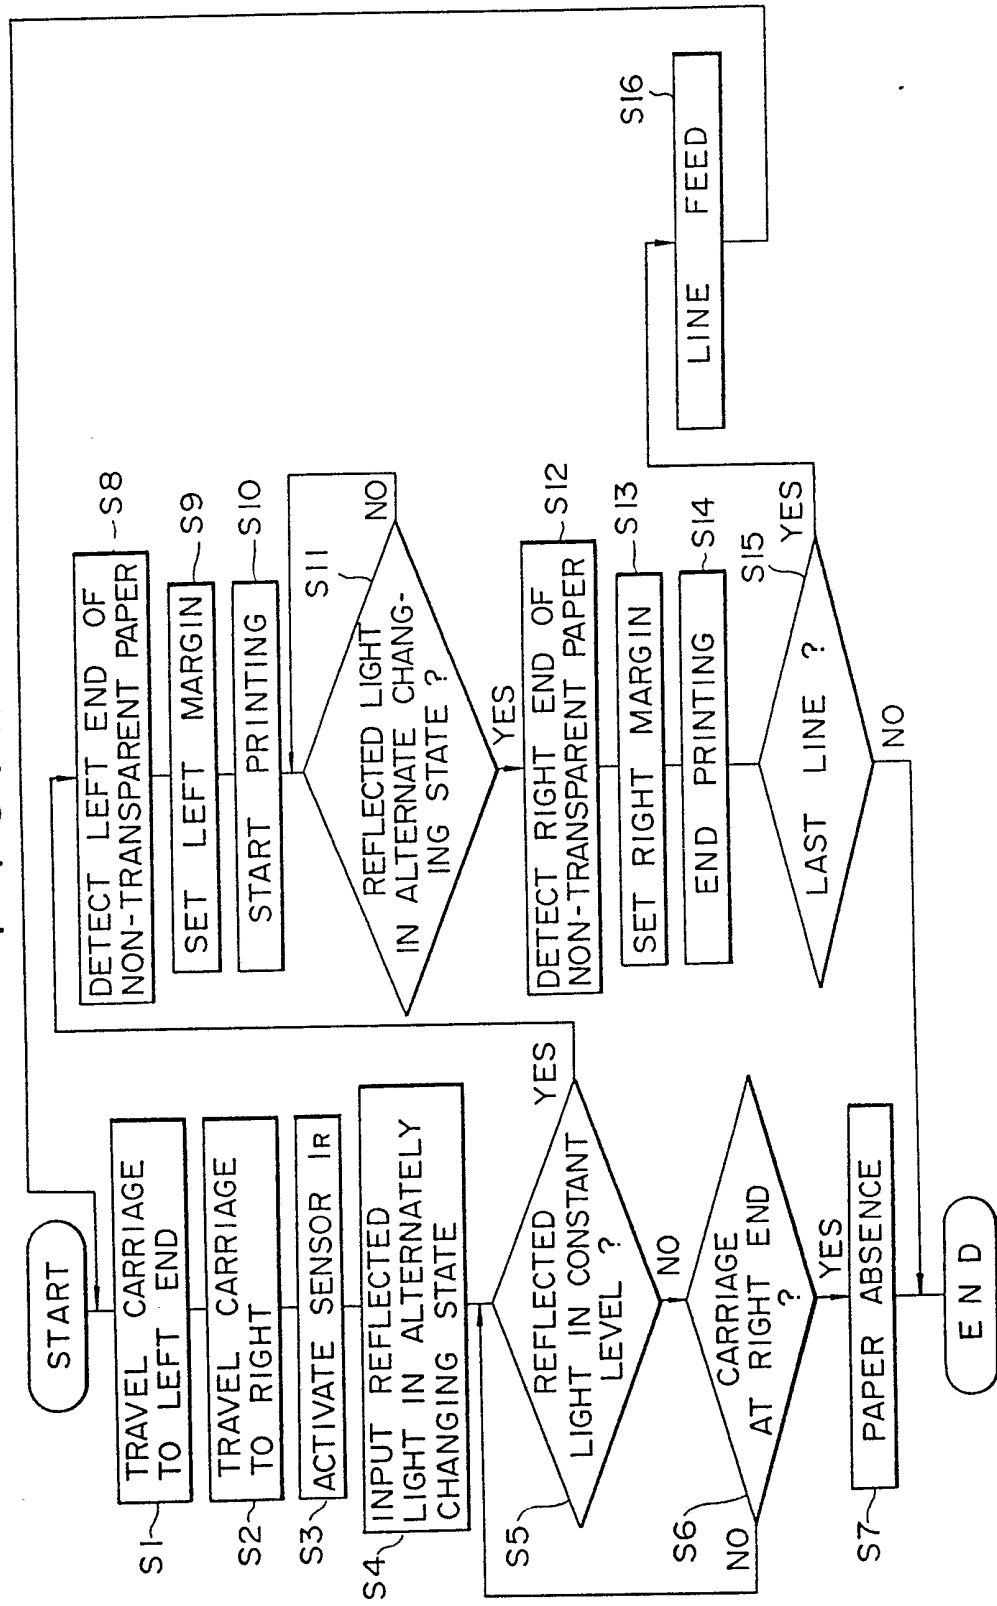 START
TRAVEL CARRIAGE
TO LEFT END
S1
TRAVEL CARRIAGE
TO RIGHT
S2
ACTIVATE SENSOR IR
S3
INPUT REFLECTED
LIGHT IN ALTERNATELY
CHANGING STATE
S4
REFLECTED
LIGHT IN CONSTANT
LEVEL ?
S5
YES
NO
CARRIAGE
AT RIGHT END
?
S6
NO
YES
PAPER ABSENCE
S7
END
DETECT LEFT END OF
NON-TRANSPARENT PAPER
S8
SET LEFT MARGIN
S9
START PRINTING
S10
REFLECTED LIGHT
IN ALTERNATE CHANG-
ING STATE ?
S11
NO
YES
DETECT RIGHT END OF
NON-TRANSPARENT PAPER
S12
SET RIGHT MARGIN
S13
END PRINTING
S14
LAST LINE ?
S15
YES
NO
LINE FEED
S16